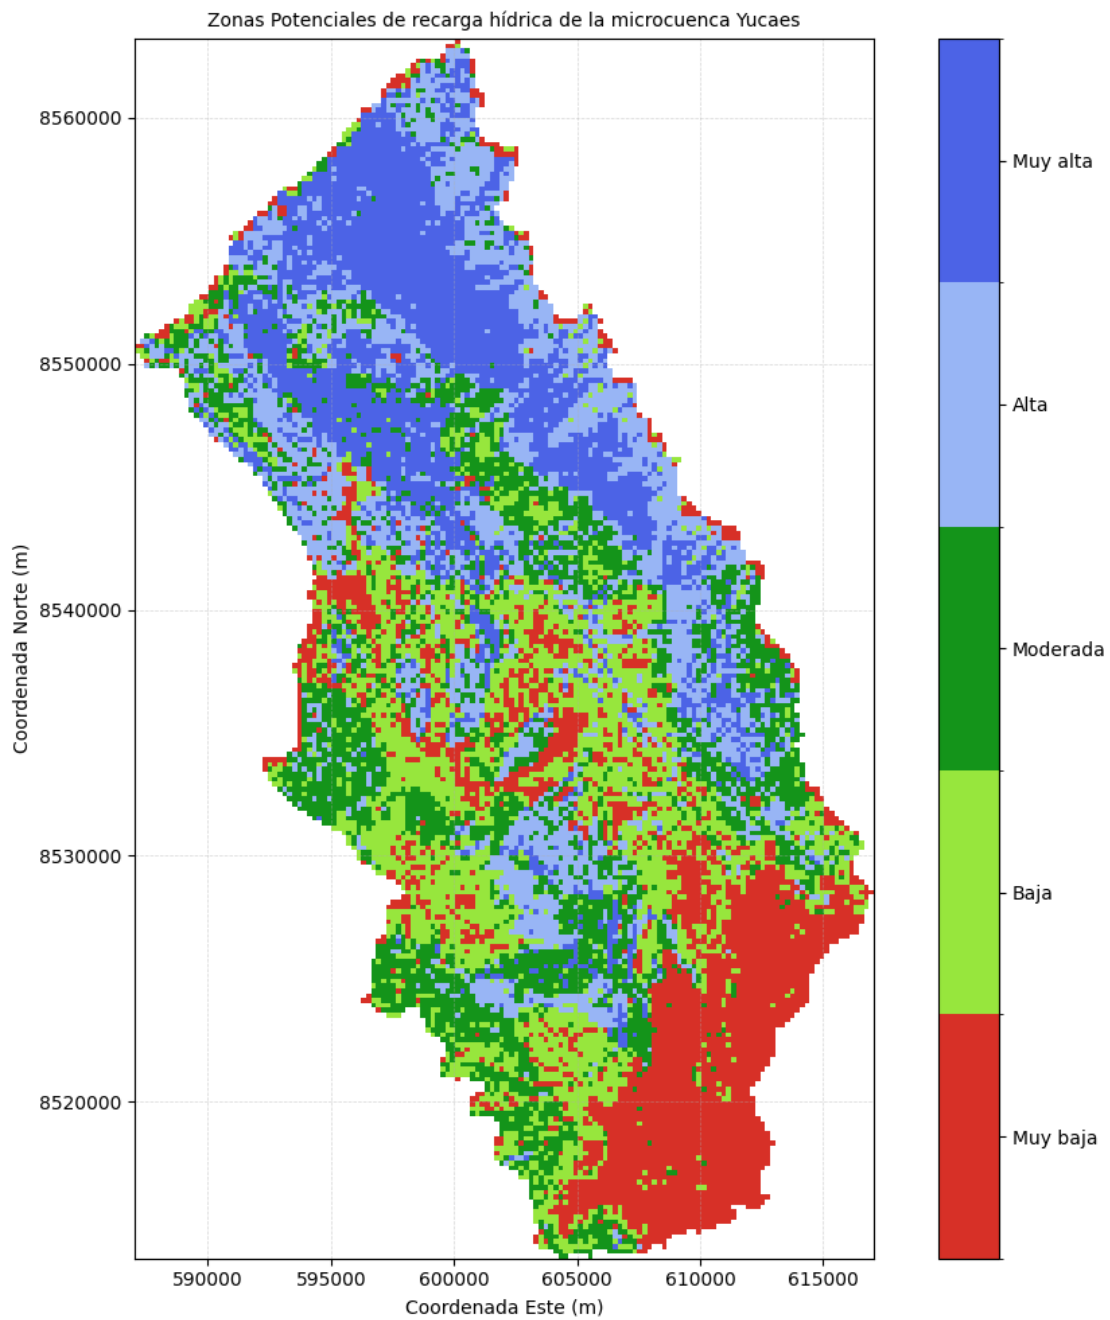 Zonas Potenciales de recarga hídrica de la microcuenca Yucaes
8560000
8550000
8540000
8530000
8520000
Coordenada Norte (m)
590000 595000 600000 605000 610000 615000
Coordenada Este (m)
Muy alta
Alta
Moderada
Baja
Muy baja